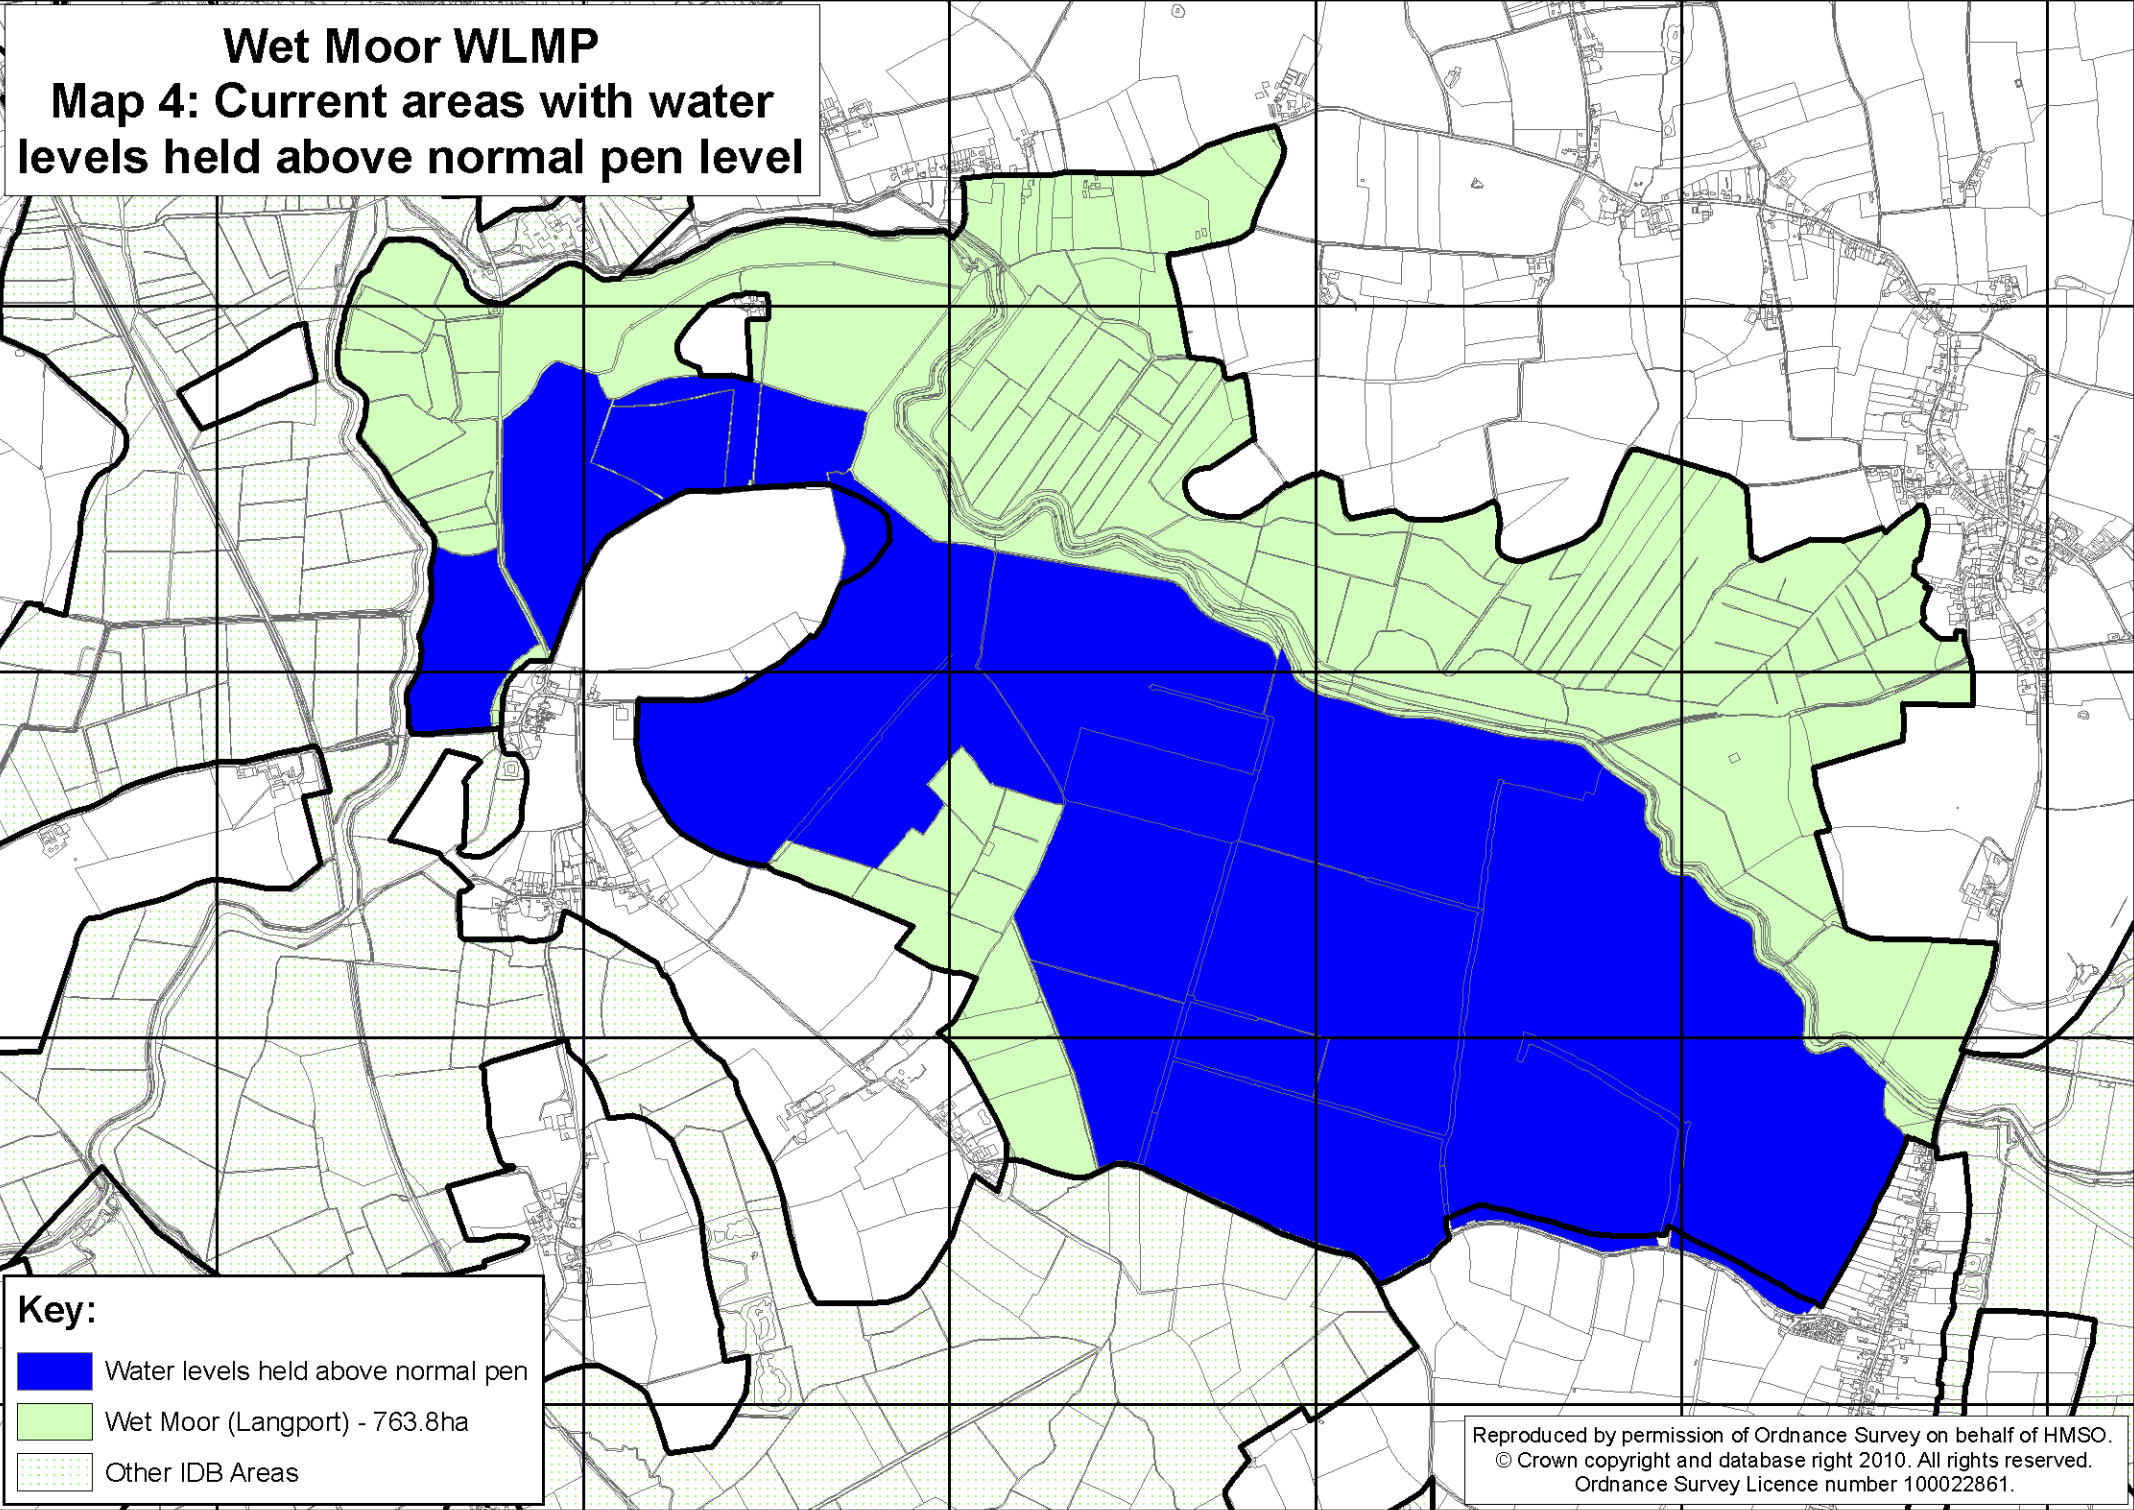 Wet Moor WLMP
Map 4: Current areas with water
levels held above normal pen level
Key:
Water levels held above normal pen
Wet Moor (Langport) - 763.8ha
Other IDB Areas
Reproduced by permission of Ordnance Survey on behalf of HMSO.
© Crown copyright and database right 2010. All rights reserved.
Ordnance Survey Licence number 100022861.